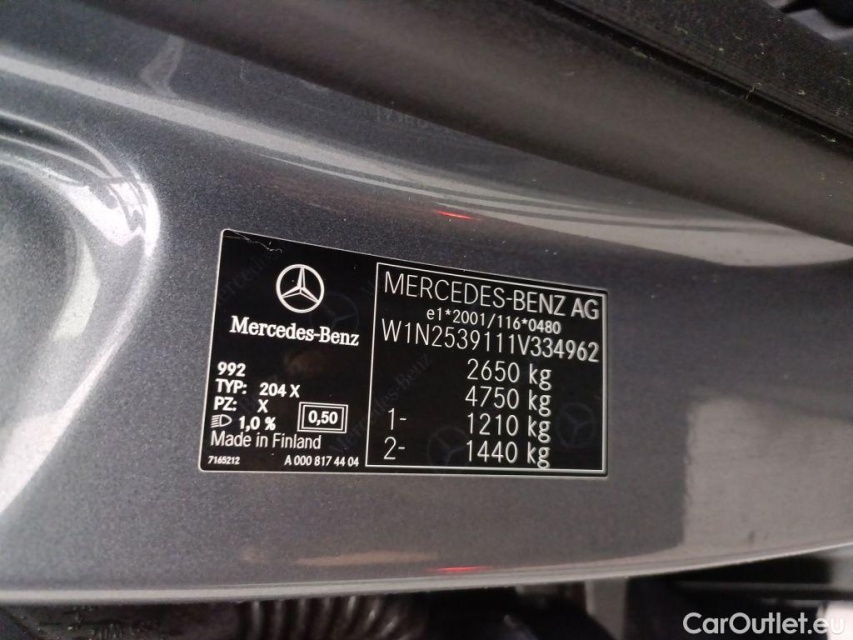 Mercedes-Benz
992
TYP: 204 X
PZ: X
1,0 %
0,50
Made in Finland
7165212 A 000 817 44 04
MERCEDES-BENZ AG
e1*2001/116*0480
W1N2539111V334962
2650 kg
4750 kg
1- 1210 kg
2- 1440 kg
CarOutlet.eu